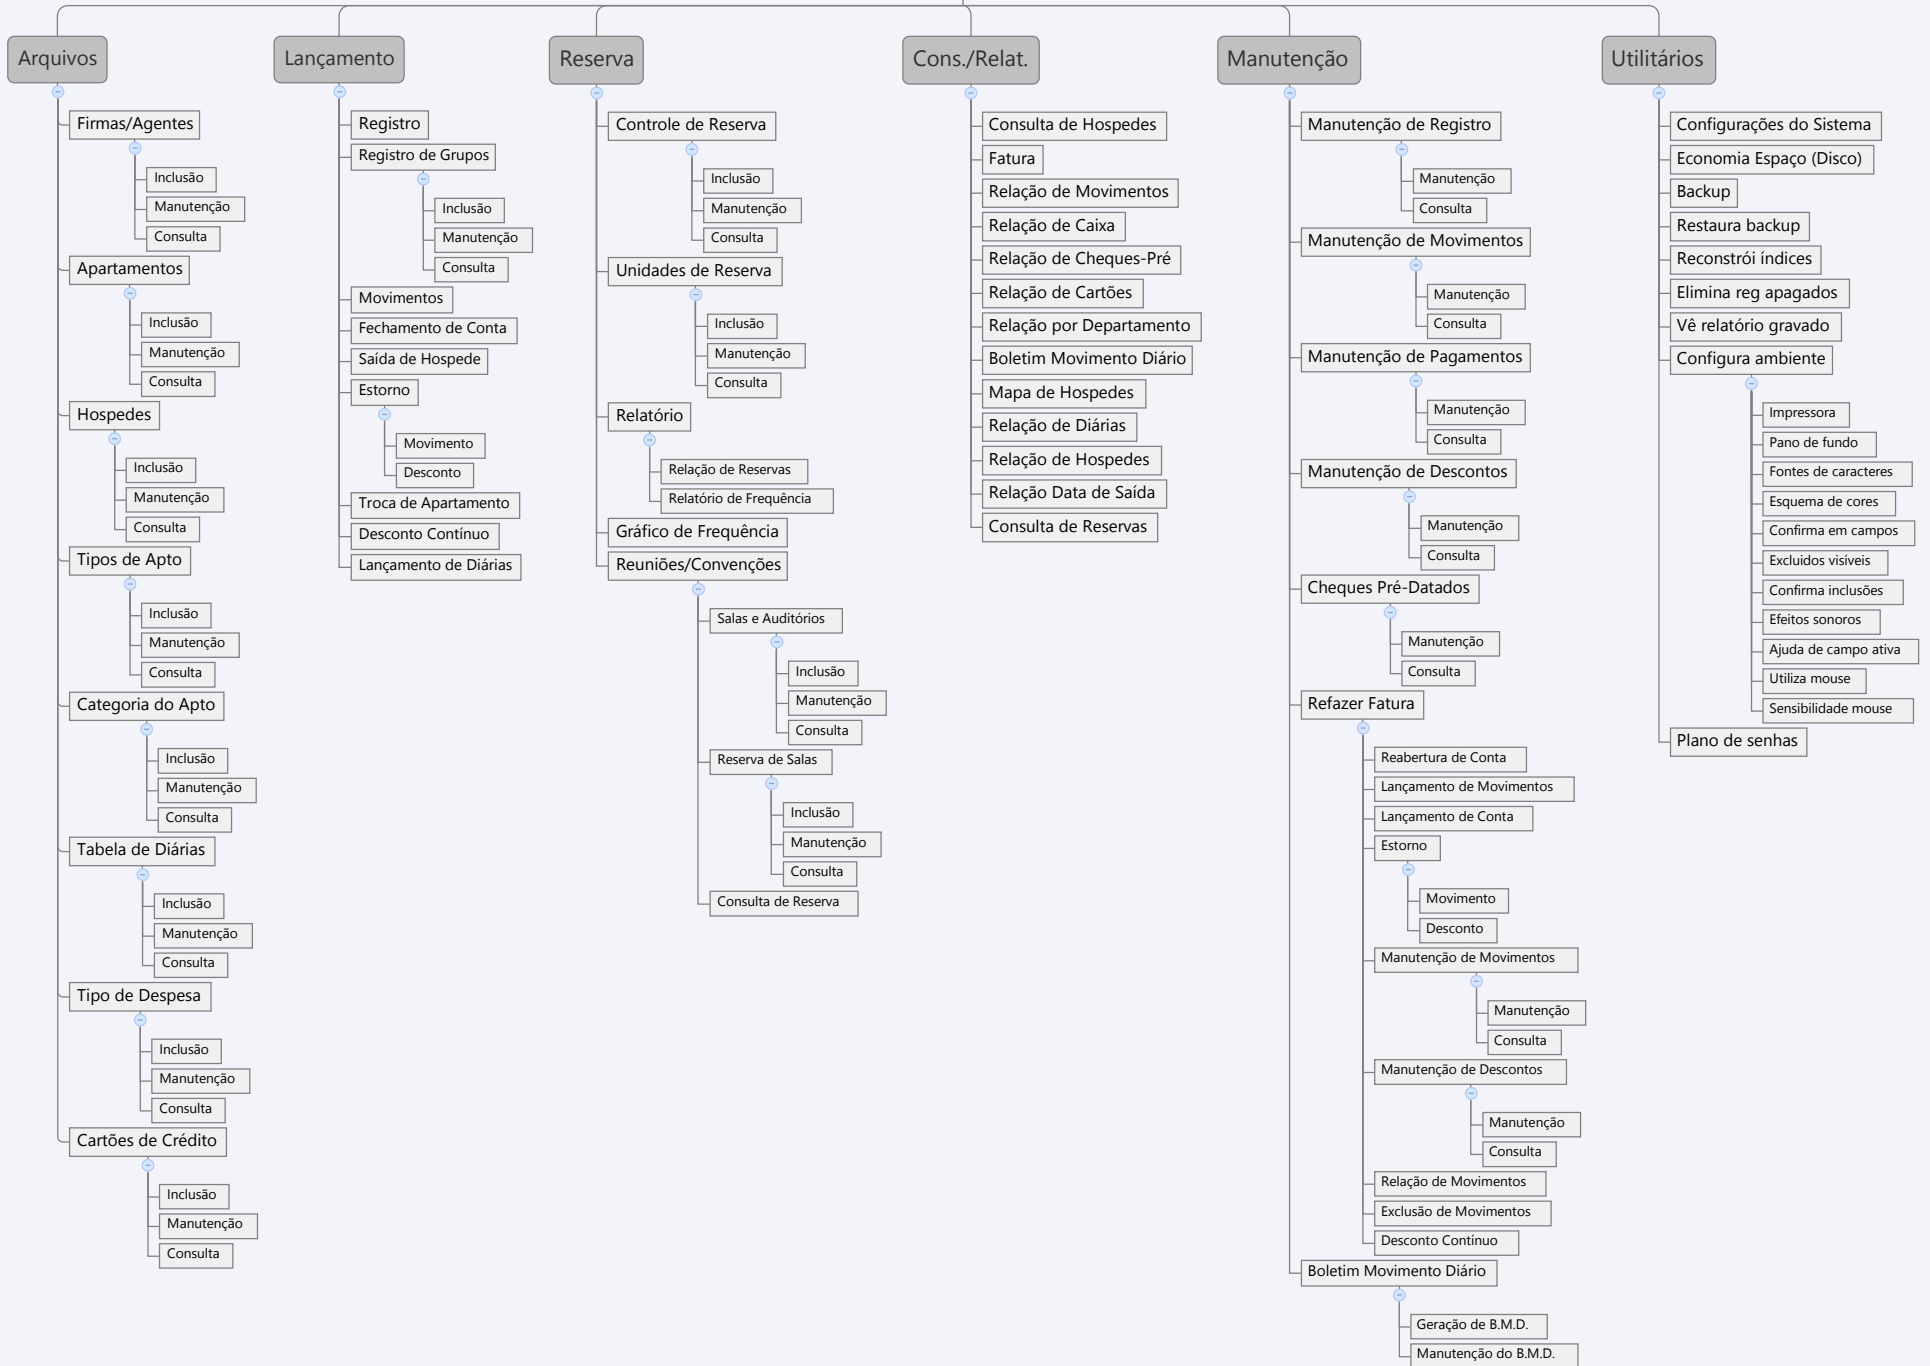 Arquivos
Firmas/Agentes
Inclusão
Manutenção
Consulta
Apartamentos
Inclusão
Manutenção
Consulta
Hospedes
Inclusão
Manutenção
Consulta
Tipos de Apto
Inclusão
Manutenção
Consulta
Categoria do Apto
Inclusão
Manutenção
Consulta
Tabela de Diárias
Inclusão
Manutenção
Consulta
Tipo de Despesa
Inclusão
Manutenção
Consulta
Cartões de Crédito
Inclusão
Manutenção
Consulta
Lançamento
Registro
Registro de Grupos
Inclusão
Manutenção
Consulta
Movimentos
Fechamento de Conta
Saída de Hospede
Estorno
Movimento
Desconto
Troca de Apartamento
Desconto Contínuo
Lançamento de Diárias
Reserva
Controle de Reserva
Inclusão
Manutenção
Consulta
Unidades de Reserva
Inclusão
Manutenção
Consulta
Relatório
Relação de Reservas
Relatório de Frequência
Gráfico de Frequência
Reuniões/Convenções
Salas e Auditórios
Inclusão
Manutenção
Consulta
Reserva de Salas
Inclusão
Manutenção
Consulta
Consulta de Reserva
Cons./Relat.
Consulta de Hospedes
Fatura
Relação de Movimentos
Relação de Caixa
Relação de Cheques-Pré
Relação de Cartões
Relação por Departamento
Boletim Movimento Diário
Mapa de Hospedes
Relação de Diárias
Relação de Hospedes
Relação Data de Saída
Consulta de Reservas
Manutenção
Manutenção de Registro
Manutenção
Consulta
Manutenção de Movimentos
Manutenção
Consulta
Manutenção de Pagamentos
Manutenção
Consulta
Manutenção de Descontos
Manutenção
Consulta
Cheques Pré-Datados
Manutenção
Consulta
Refazer Fatura
Reabertura de Conta
Lançamento de Movimentos
Lançamento de Conta
Estorno
Movimento
Desconto
Manutenção de Movimentos
Manutenção
Consulta
Manutenção de Descontos
Manutenção
Consulta
Relação de Movimentos
Exclusão de Movimentos
Desconto Contínuo
Boletim Movimento Diário
Geração de B.M.D.
Manutenção do B.M.D.
Utilitários
Configurações do Sistema
Economia Espaço (Disco)
Backup
Restaura backup
Reconstrói índices
Elimina reg apagados
Vê relatório gravado
Configura ambiente
Impressora
Pano de fundo
Fontes de caracteres
Esquema de cores
Confirma em campos
Excluidos visíveis
Confirma inclusões
Efeitos sonoros
Ajuda de campo ativa
Utiliza mouse
Sensibilidade mouse
Plano de senhas